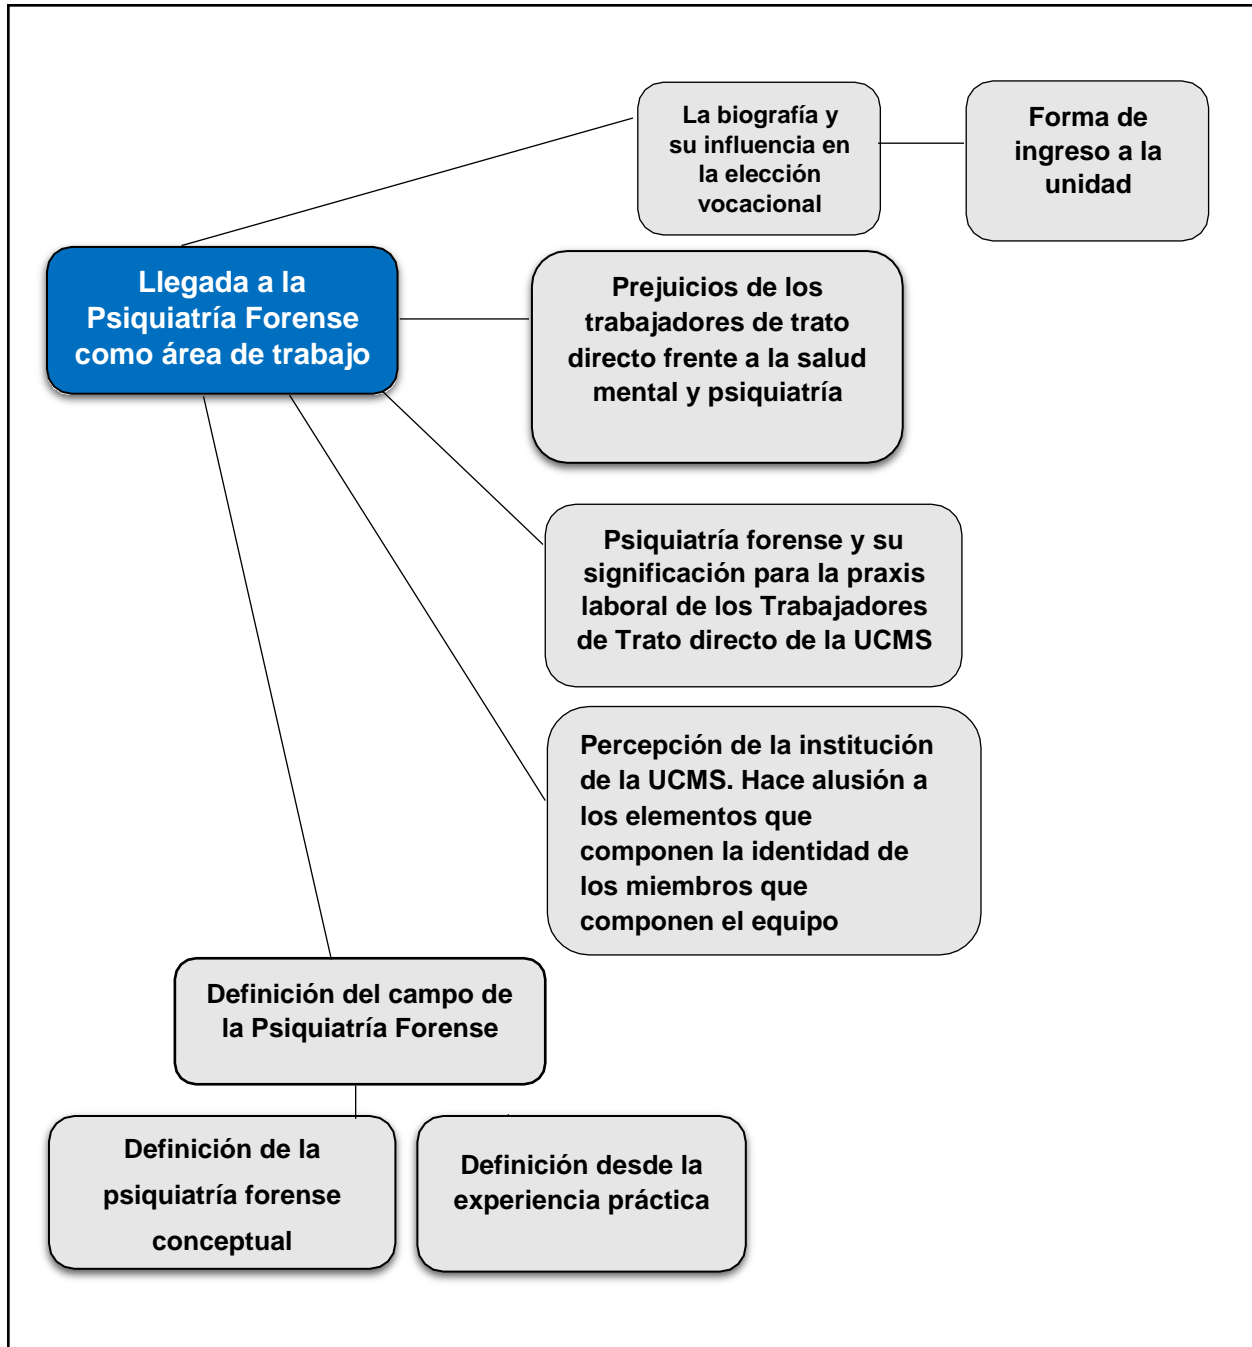 La biografía y
su influencia en
la elección
vocacional
Forma de
ingreso a la
unidad
Llegada a la
Psiquiatría Forense
como área de trabajo
Prejuicios de los
trabajadores de trato
directo frente a la salud
mental y psiquiatría
Psiquiatría forense y su
significación para la praxis
laboral de los Trabajadores
de Trato directo de la UCMS
Percepción de la institución
de la UCMS. Hace alusión a
los elementos que
componen la identidad de
los miembros que
componen el equipo
Definición del campo de
la Psiquiatría Forense
Definición de la
psiquiatría forense
conceptual
Definición desde la
experiencia práctica